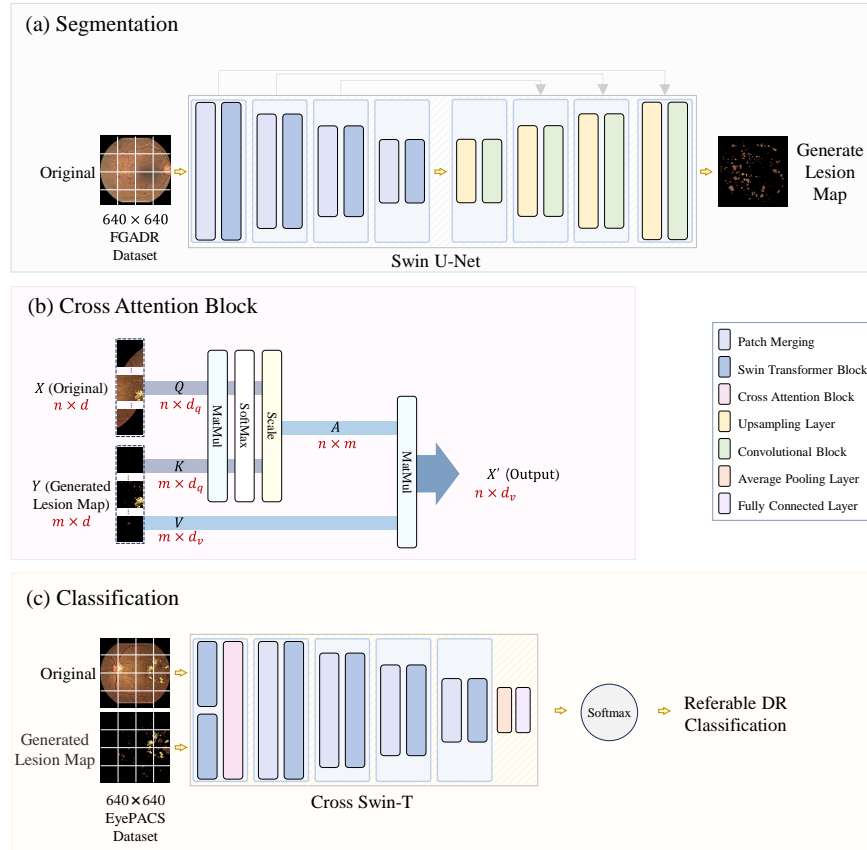 (a) Segmentation
Original
640 × 640
FGADR
Dataset
Swin U-Net
Generate
Lesion
Map
(b) Cross Attention Block
X (Original)
n × d
Q
n × d_q
MatMul
SoftMax
Scale
A
n × m
MatMul
X′ (Output)
n × d_v
Y (Generated
Lesion Map)
m × d
K
m × d_q
V
m × d_v
Patch Merging
Swin Transformer Block
Cross Attention Block
Upsampling Layer
Convolutional Block
Average Pooling Layer
Fully Connected Layer
(c) Classification
Original
Generated
Lesion Map
640 × 640
EyePACS
Dataset
Cross Swin-T
Softmax
Referable DR
Classification